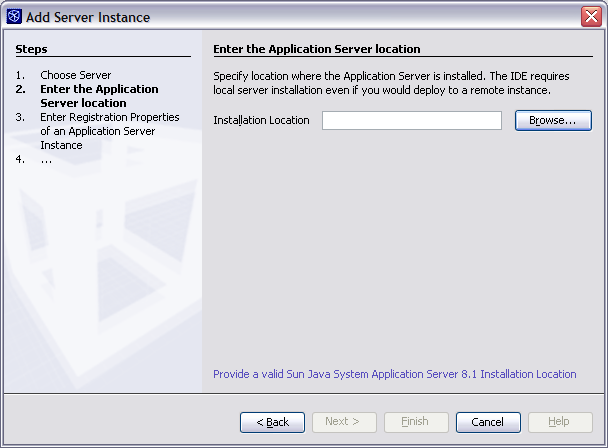 Add Server Instance
Steps
1. Choose Server
2. Enter the Application
Server location
3. Enter Registration Properties
of an Application Server
Instance
4. ...
Enter the Application Server location
Specify location where the Application Server is installed. The IDE requires
local server installation even if you would deploy to a remote instance.
Installation Location
Browse...
Provide a valid Sun Java System Application Server 8.1 Installation Location
< Back
Next >
Finish
Cancel
Help